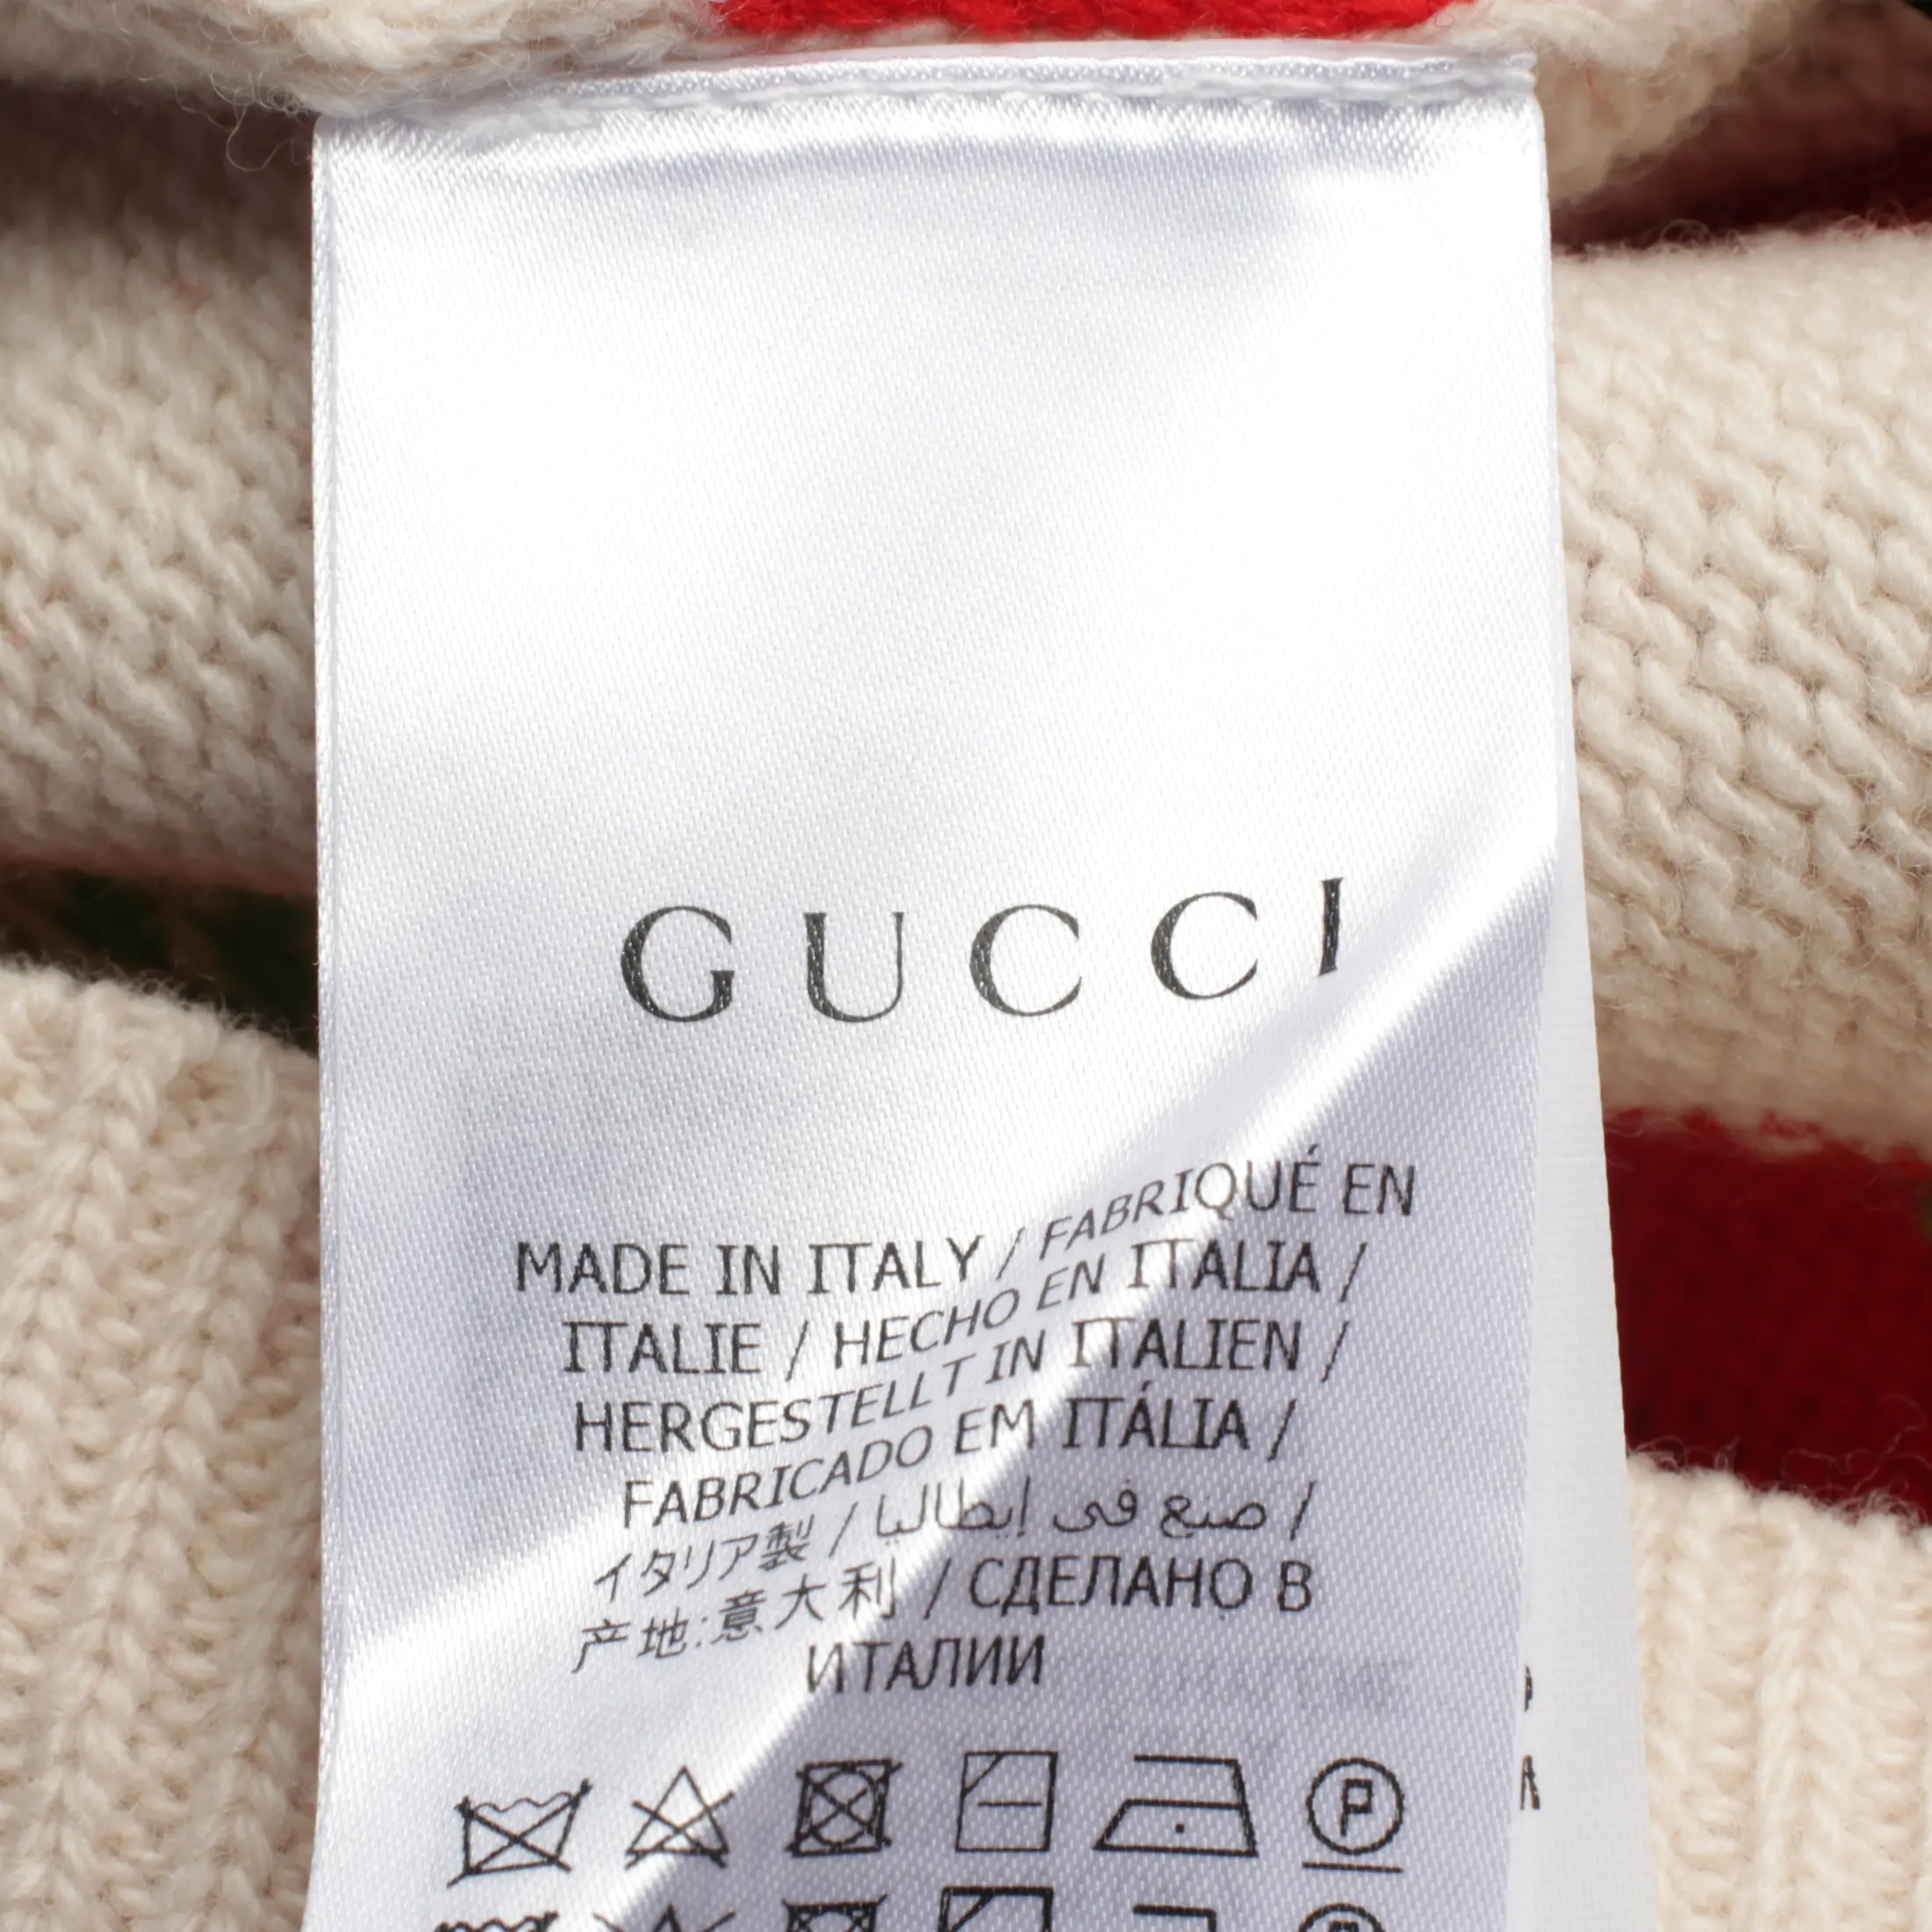 GUCCI
MADE IN ITALY / FABRIQUÉ EN
ITALIE / HECHO EN ITALIA /
HERGESTELLT IN ITALIEN /
FABRICADO EM ITÁLIA /
イタリア製 / صنع في إيطاليا /
产地:意大利 / СДЕЛАНО В
ИТАЛИИ
P